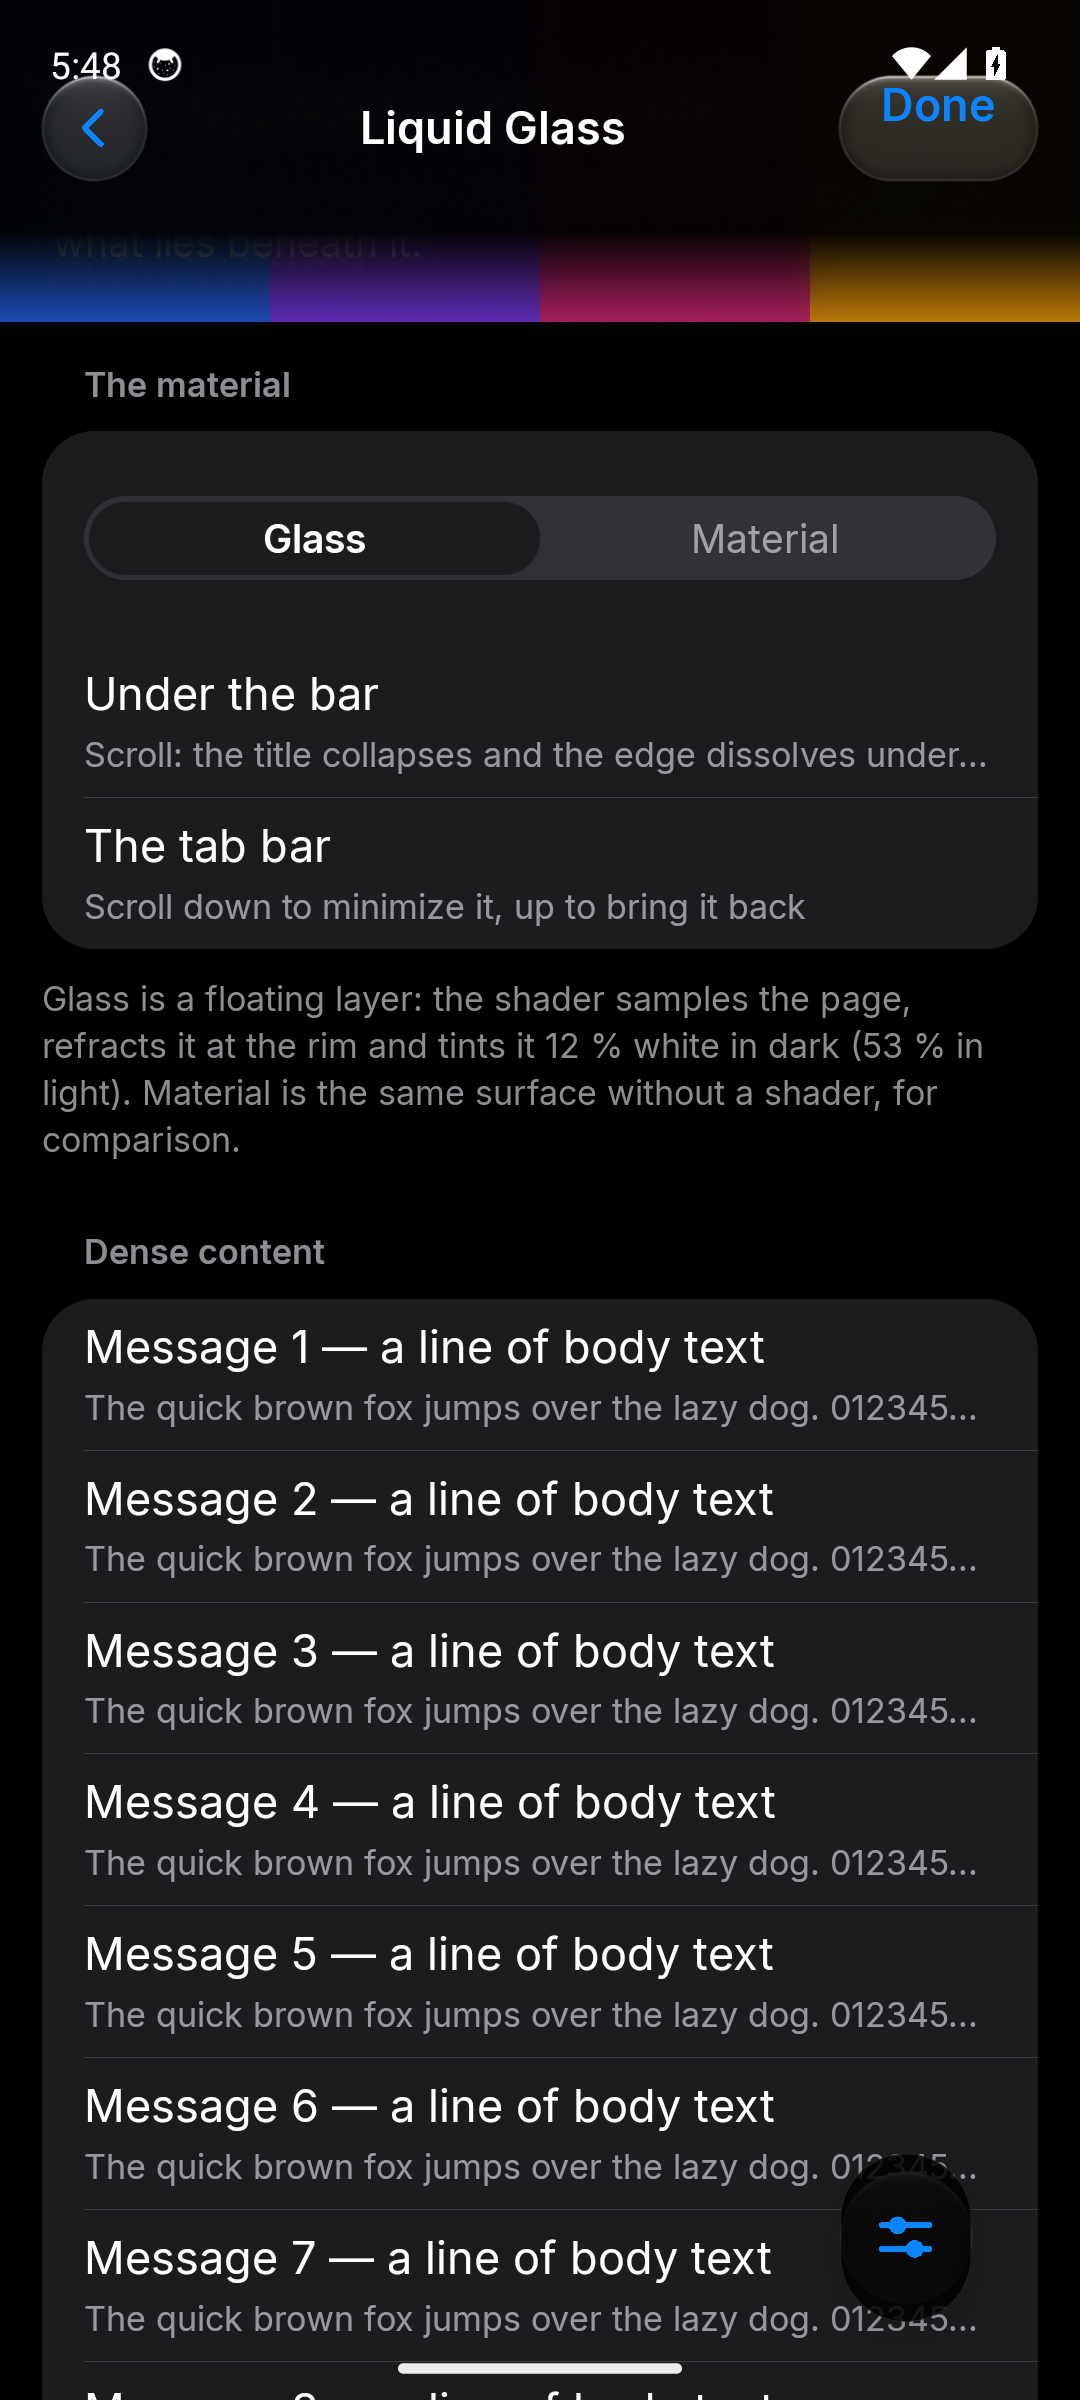 5:48
Liquid Glass
Done
what lies beneath it.
The material
Glass
Material
Under the bar
Scroll: the title collapses and the edge dissolves under...
The tab bar
Scroll down to minimize it, up to bring it back
Glass is a floating layer: the shader samples the page,
refracts it at the rim and tints it 12 % white in dark (53 % in
light). Material is the same surface without a shader, for
comparison.
Dense content
Message 1 — a line of body text
The quick brown fox jumps over the lazy dog. 012345...
Message 2 — a line of body text
The quick brown fox jumps over the lazy dog. 012345...
Message 3 — a line of body text
The quick brown fox jumps over the lazy dog. 012345...
Message 4 — a line of body text
The quick brown fox jumps over the lazy dog. 012345...
Message 5 — a line of body text
The quick brown fox jumps over the lazy dog. 012345...
Message 6 — a line of body text
The quick brown fox jumps over the lazy dog. 012345...
Message 7 — a line of body text
The quick brown fox jumps over the lazy dog. 012345...